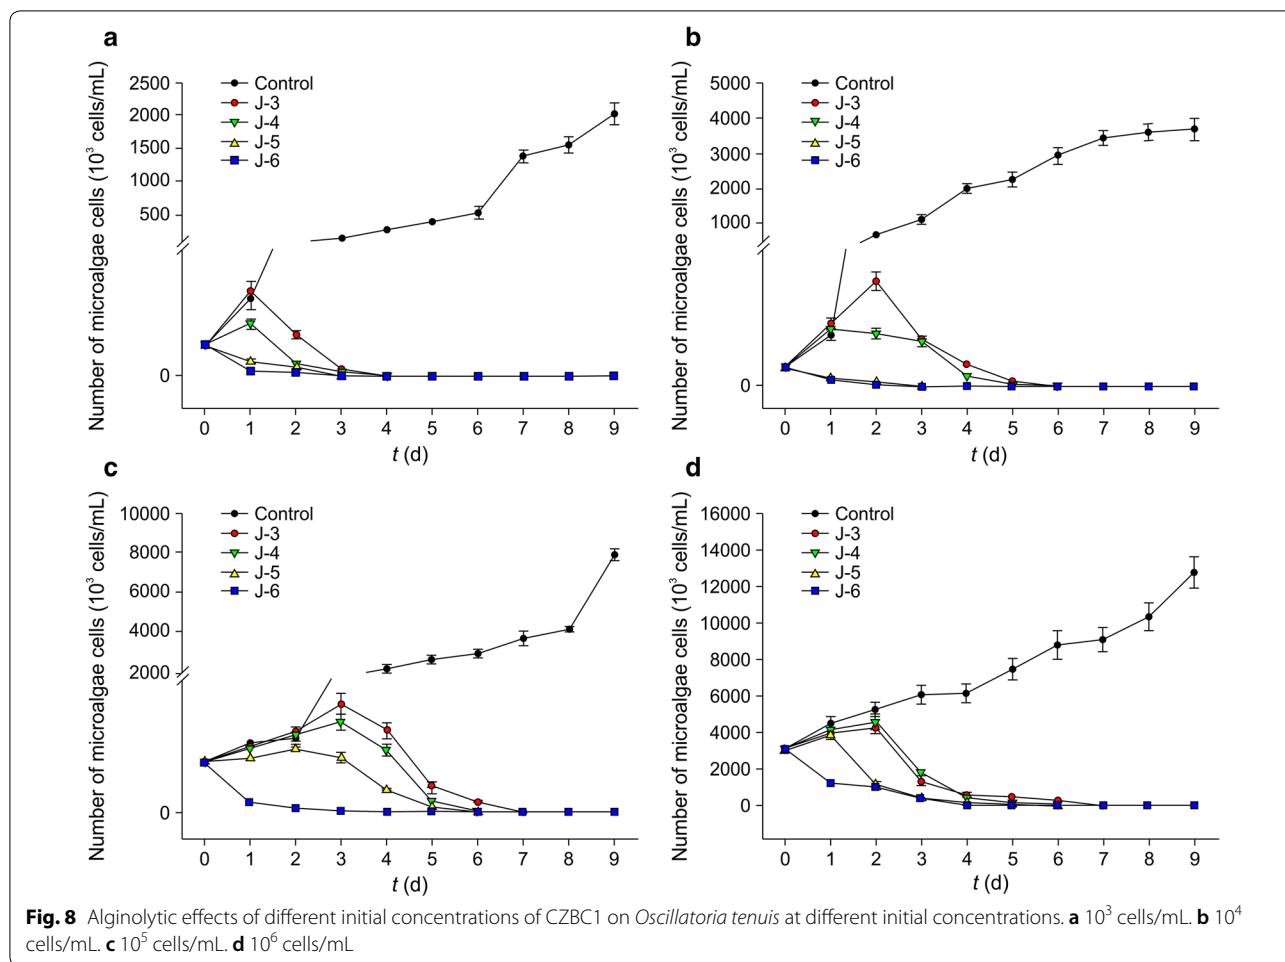 a
2500
2000
1500
1000
500
0
Number of microalgae cells (10³ cells/mL)
Control
J-3
J-4
J-5
J-6
0 1 2 3 4 5 6 7 8 9
t (d)
b
5000
4000
3000
2000
1000
0
Number of microalgae cells (10³ cells/mL)
Control
J-3
J-4
J-5
J-6
0 1 2 3 4 5 6 7 8 9
t (d)
c
10000
8000
6000
4000
2000
0
Number of microalgae cells (10³ cells/mL)
Control
J-3
J-4
J-5
J-6
0 1 2 3 4 5 6 7 8 9
t (d)
d
16000
14000
12000
10000
8000
6000
4000
2000
0
Number of microalgae cells (10³ cells/mL)
Control
J-3
J-4
J-5
J-6
0 1 2 3 4 5 6 7 8 9
t (d)
Fig. 8 Alginolytic effects of different initial concentrations of CZBC1 on Oscillatoria tenuis at different initial concentrations. a 10³ cells/mL. b 10⁴
cells/mL. c 10⁵ cells/mL. d 10⁶ cells/mL